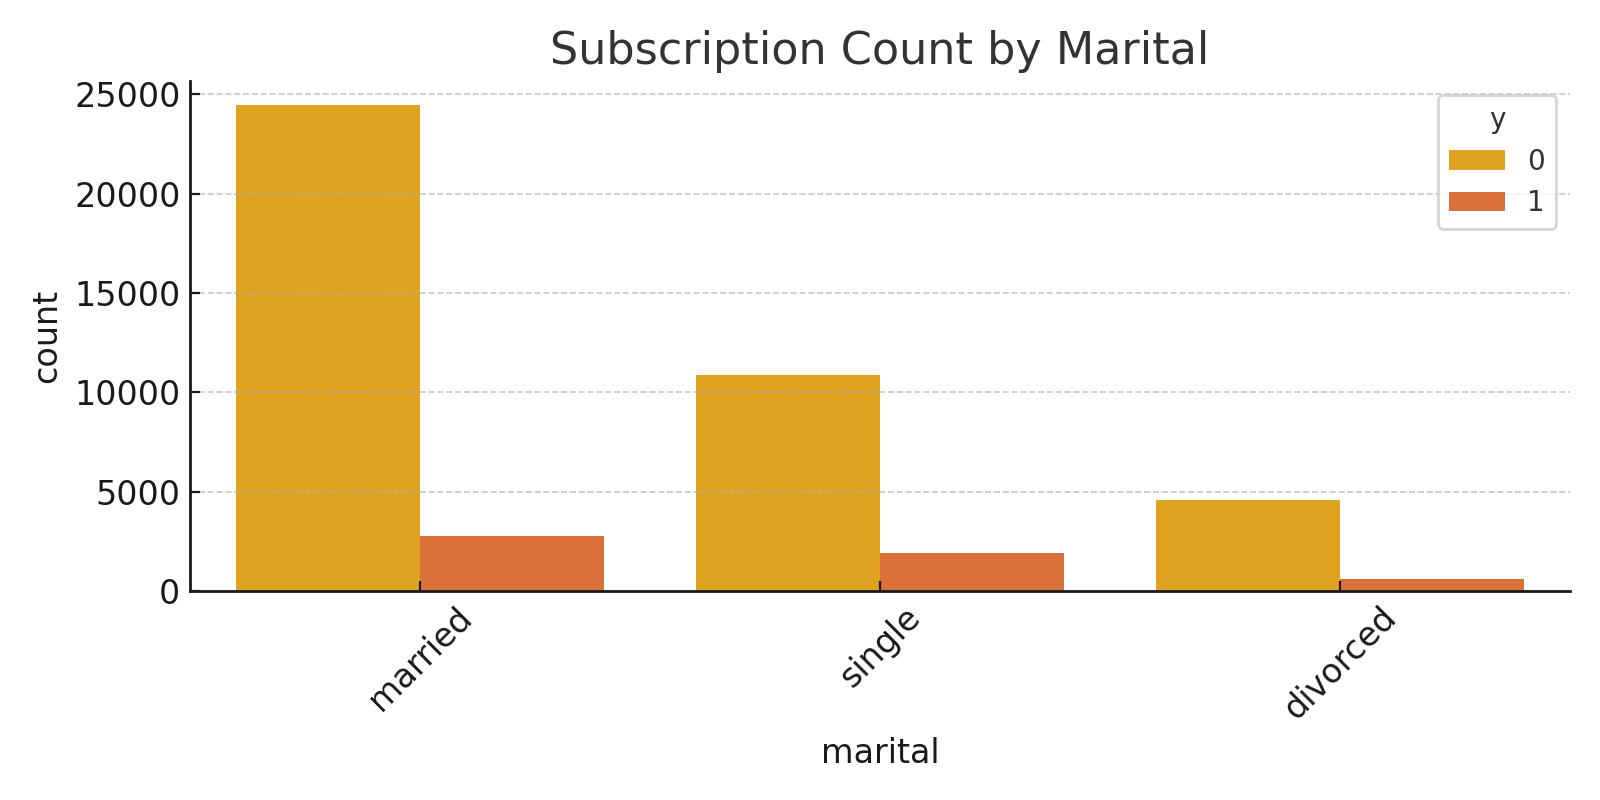 Subscription Count by Marital
25000
20000
15000
10000
5000
0
count
y
0
1
married
single
divorced
marital